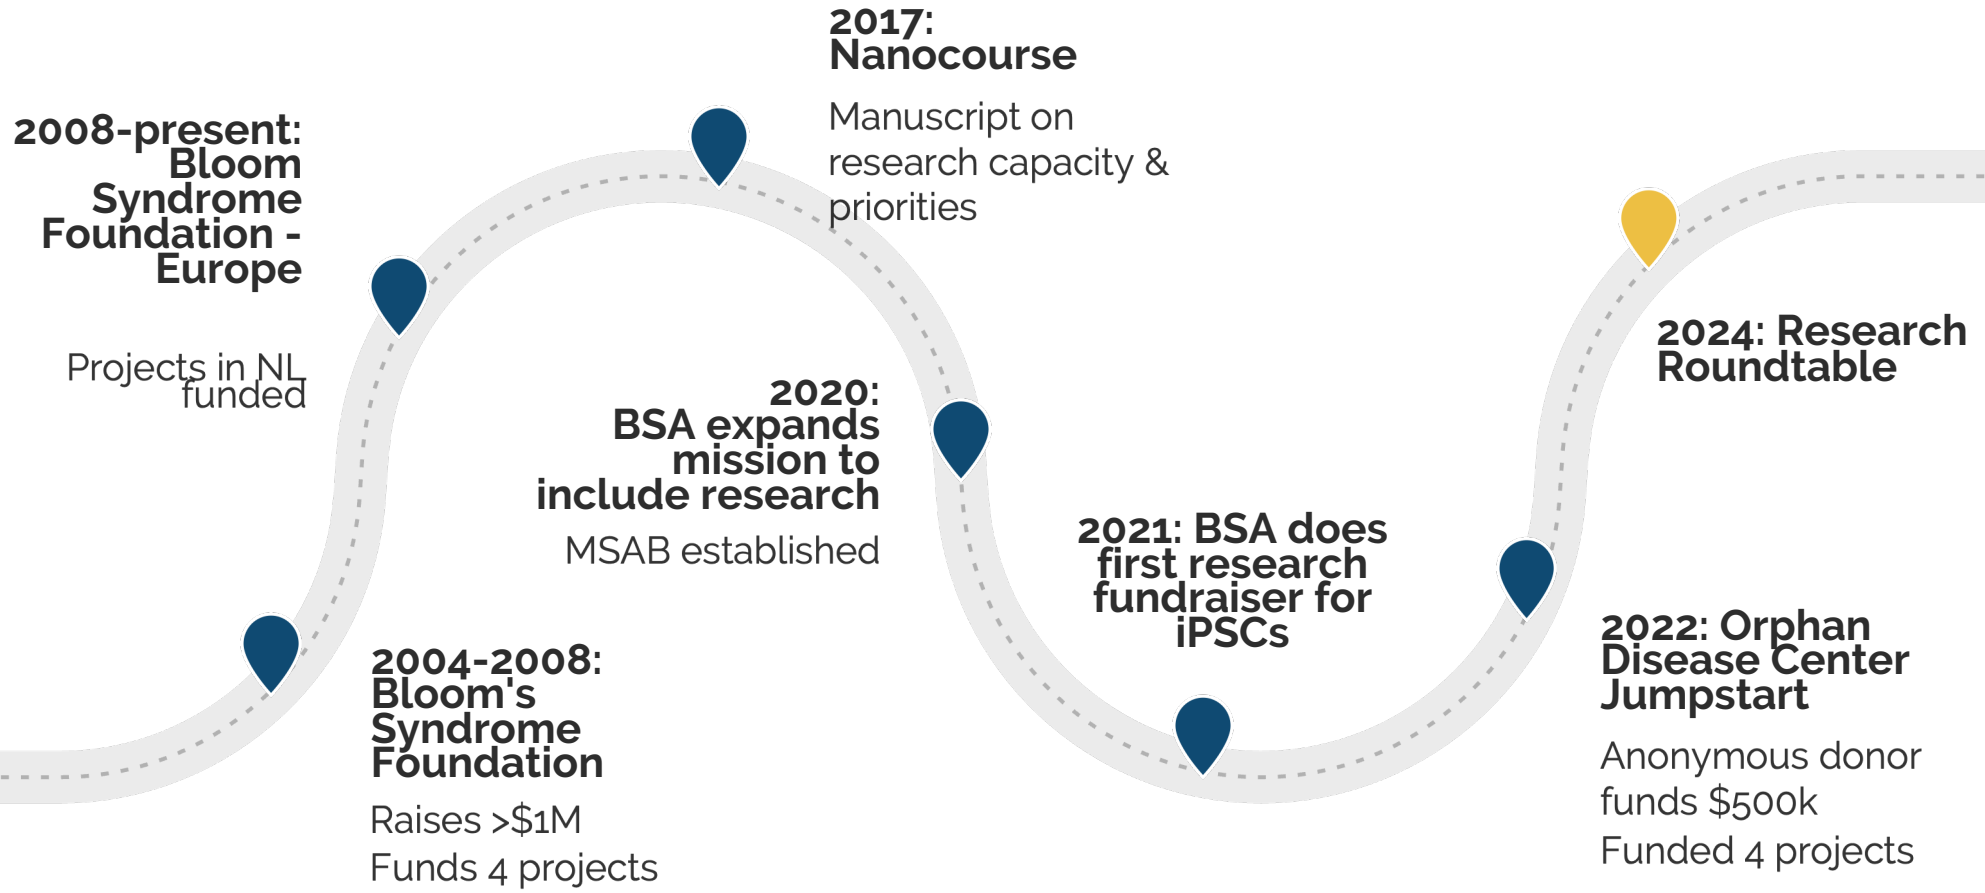 2004-2008:
Bloom's
Syndrome
Foundation
Raises >$1M
Funds 4 projects
2008-present:
Bloom
Syndrome
Foundation -
Europe
Projects in NL
funded
2017:
Nanocourse
Manuscript on
research capacity &
priorities
2020:
BSA expands
mission to
include research
MSAB established
2021: BSA does
first research
fundraiser for
iPSCs
2022: Orphan
Disease Center
Jumpstart
Anonymous donor
funds $500k
Funded 4 projects
2024: Research
Roundtable